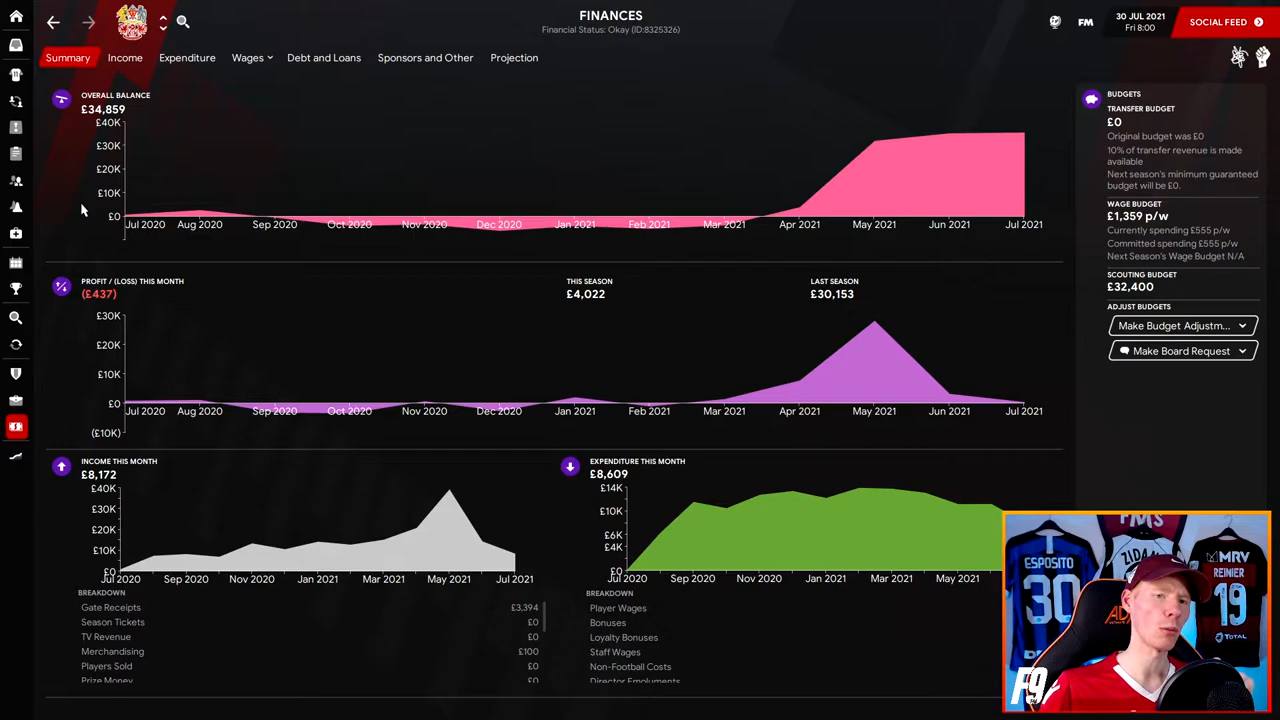 FINANCES
Financial Status: Okay (ID:8325326)
FM
30 JUL 2021
Fri 8:00
SOCIAL FEED
Summary
Income
Expenditure
Wages
Debt and Loans
Sponsors and Other
Projection
OVERALL BALANCE
£34,859
£40K
£30K
£20K
£10K
£0
Jul 2020
Aug 2020
Sep 2020
Oct 2020
Nov 2020
Dec 2020
Jan 2021
Feb 2021
Mar 2021
Apr 2021
May 2021
Jun 2021
Jul 2021
PROFIT / (LOSS) THIS MONTH
(£437)
THIS SEASON
£4,022
LAST SEASON
£30,153
£30K
£20K
£10K
£0
(£10K)
Jul 2020
Aug 2020
Sep 2020
Oct 2020
Nov 2020
Dec 2020
Jan 2021
Feb 2021
Mar 2021
Apr 2021
May 2021
Jun 2021
Jul 2021
INCOME THIS MONTH
£8,172
£40K
£30K
£20K
£10K
£0
Jul 2020
Sep 2020
Nov 2020
Jan 2021
Mar 2021
May 2021
Jul 2021
BREAKDOWN
Gate Receipts £3,394
Season Tickets £0
TV Revenue £0
Merchandising £100
Players Sold £0
Prize Money £0
EXPENDITURE THIS MONTH
£8,609
£14K
£10K
£6K
£4K
£0
Jul 2020
Sep 2020
Nov 2020
Jan 2021
Mar 2021
May 2021
BREAKDOWN
Player Wages
Bonuses
Loyalty Bonuses
Staff Wages
Non-Football Costs
Director Emoluments
BUDGETS
TRANSFER BUDGET
£0
Original budget was £0
10% of transfer revenue is made
available
Next season's minimum guaranteed
budget will be £0.
WAGE BUDGET
£1,359 p/w
Currently spending £555 p/w
Committed spending £555 p/w
Next Season's Wage Budget N/A
SCOUTING BUDGET
£32,400
ADJUST BUDGETS
Make Budget Adjustm...
Make Board Request
FMS
ESPOSITO
30
ZIDAN
MRV
REINIER
19
TOTAL
F9